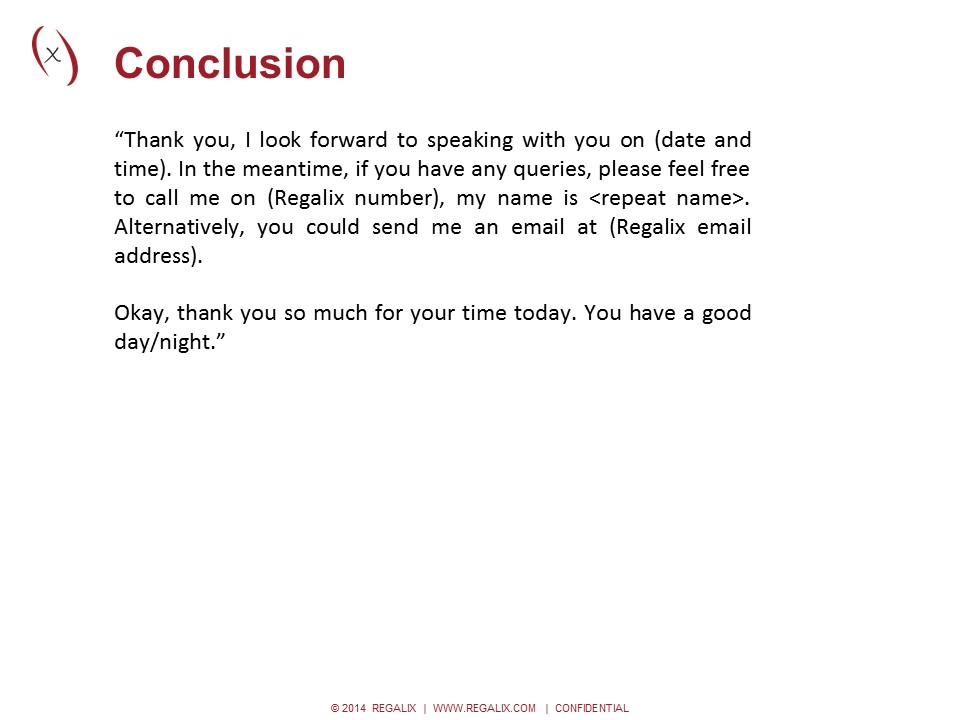 (x)
Conclusion
“Thank you, I look forward to speaking with you on (date and
time). In the meantime, if you have any queries, please feel free
to call me on (Regalix number), my name is <repeat name>.
Alternatively, you could send me an email at (Regalix email
address).
Okay, thank you so much for your time today. You have a good
day/night.”
© 2014 REGALIX | WWW.REGALIX.COM | CONFIDENTIAL